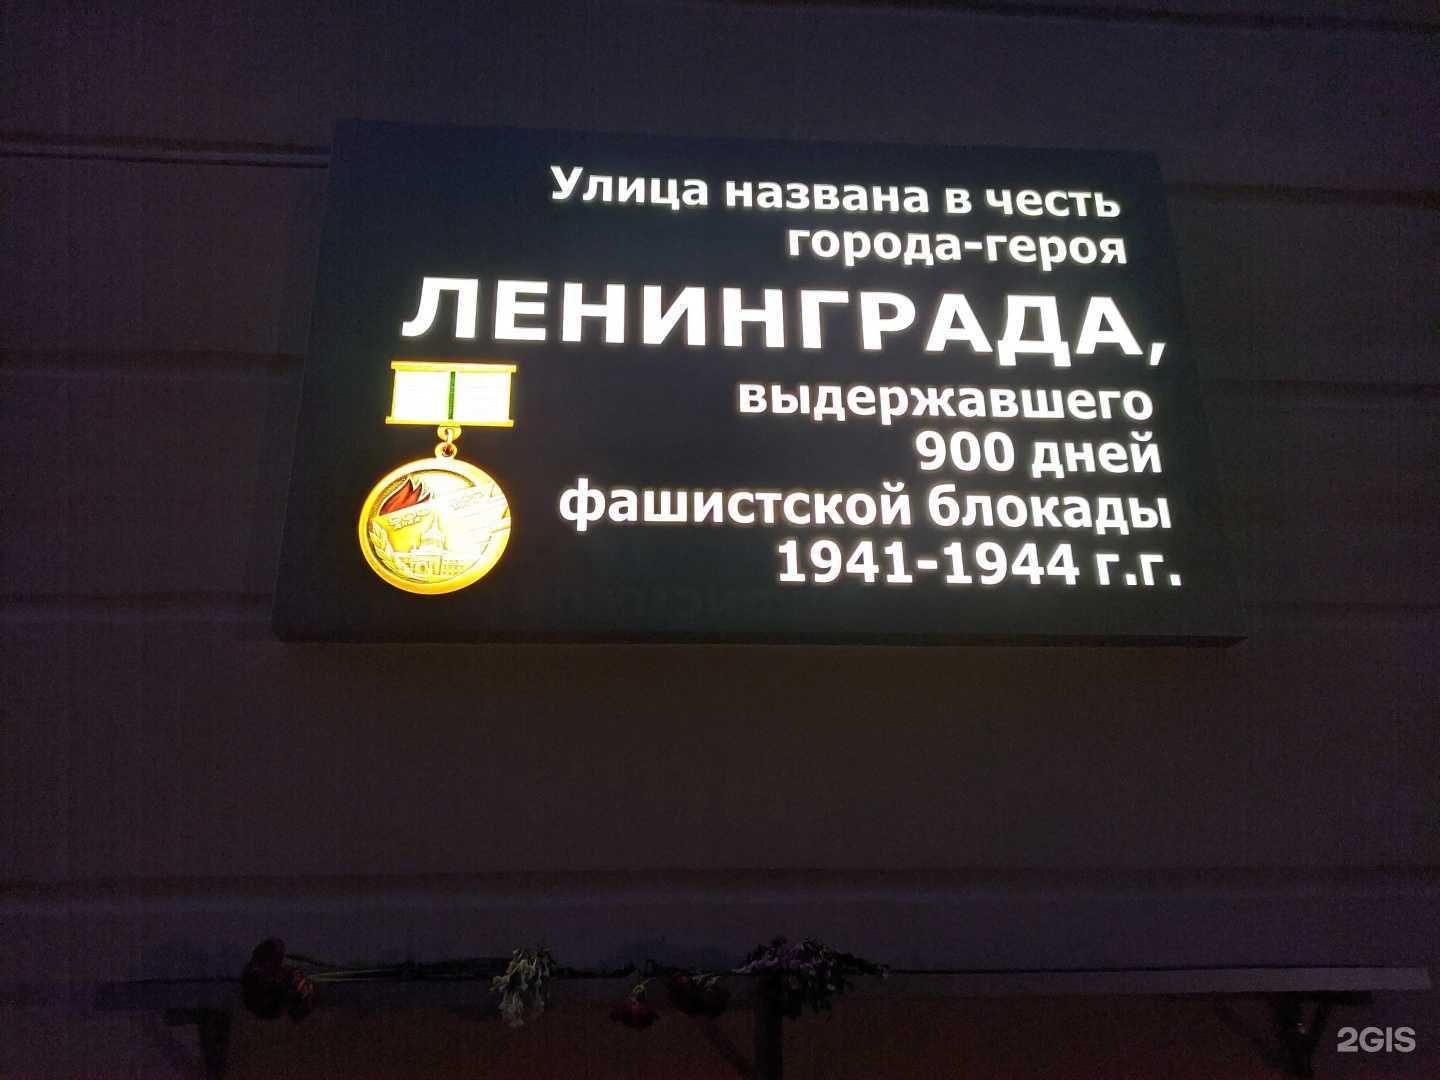 Улица названа в честь
города-героя
ЛЕНИНГРАДА,
выдержавшего
900 дней
фашистской блокады
1941-1944 г.г.
2GIS